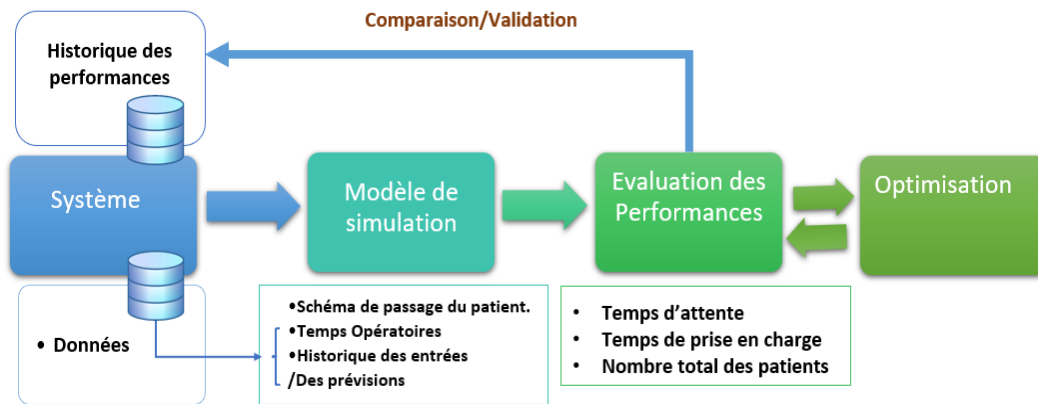 Comparaison/Validation
Historique des
performances
Système
Modèle de
simulation
Evaluation des
Performances
Optimisation
• Données
•Schéma de passage du patient.
•Temps Opératoires
•Historique des entrées
/Des prévisions
• Temps d’attente
• Temps de prise en charge
• Nombre total des patients